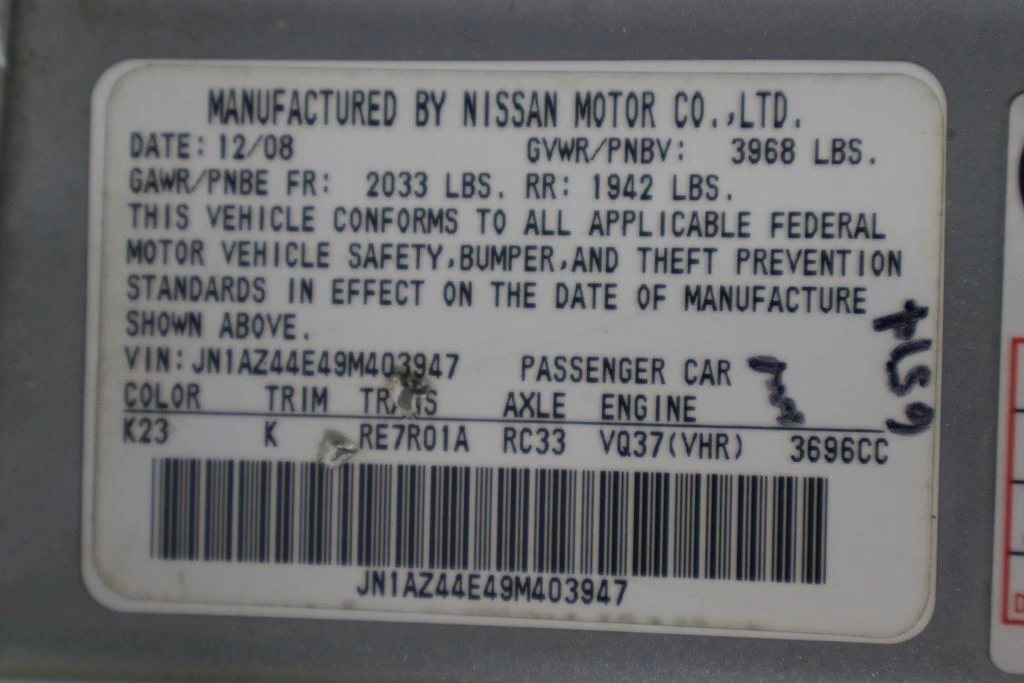 MANUFACTURED BY NISSAN MOTOR CO.,LTD.
DATE: 12/08 GVWR/PNBV: 3968 LBS.
GAWR/PNBE FR: 2033 LBS. RR: 1942 LBS.
THIS VEHICLE CONFORMS TO ALL APPLICABLE FEDERAL
MOTOR VEHICLE SAFETY,BUMPER,AND THEFT PREVENTION
STANDARDS IN EFFECT ON THE DATE OF MANUFACTURE
SHOWN ABOVE.
VIN: JN1AZ44E49M403947 PASSENGER CAR
COLOR TRIM TRANS AXLE ENGINE
K23 K RE7R01A RC33 VQ37(VHR) 3696CC
JN1AZ44E49M403947